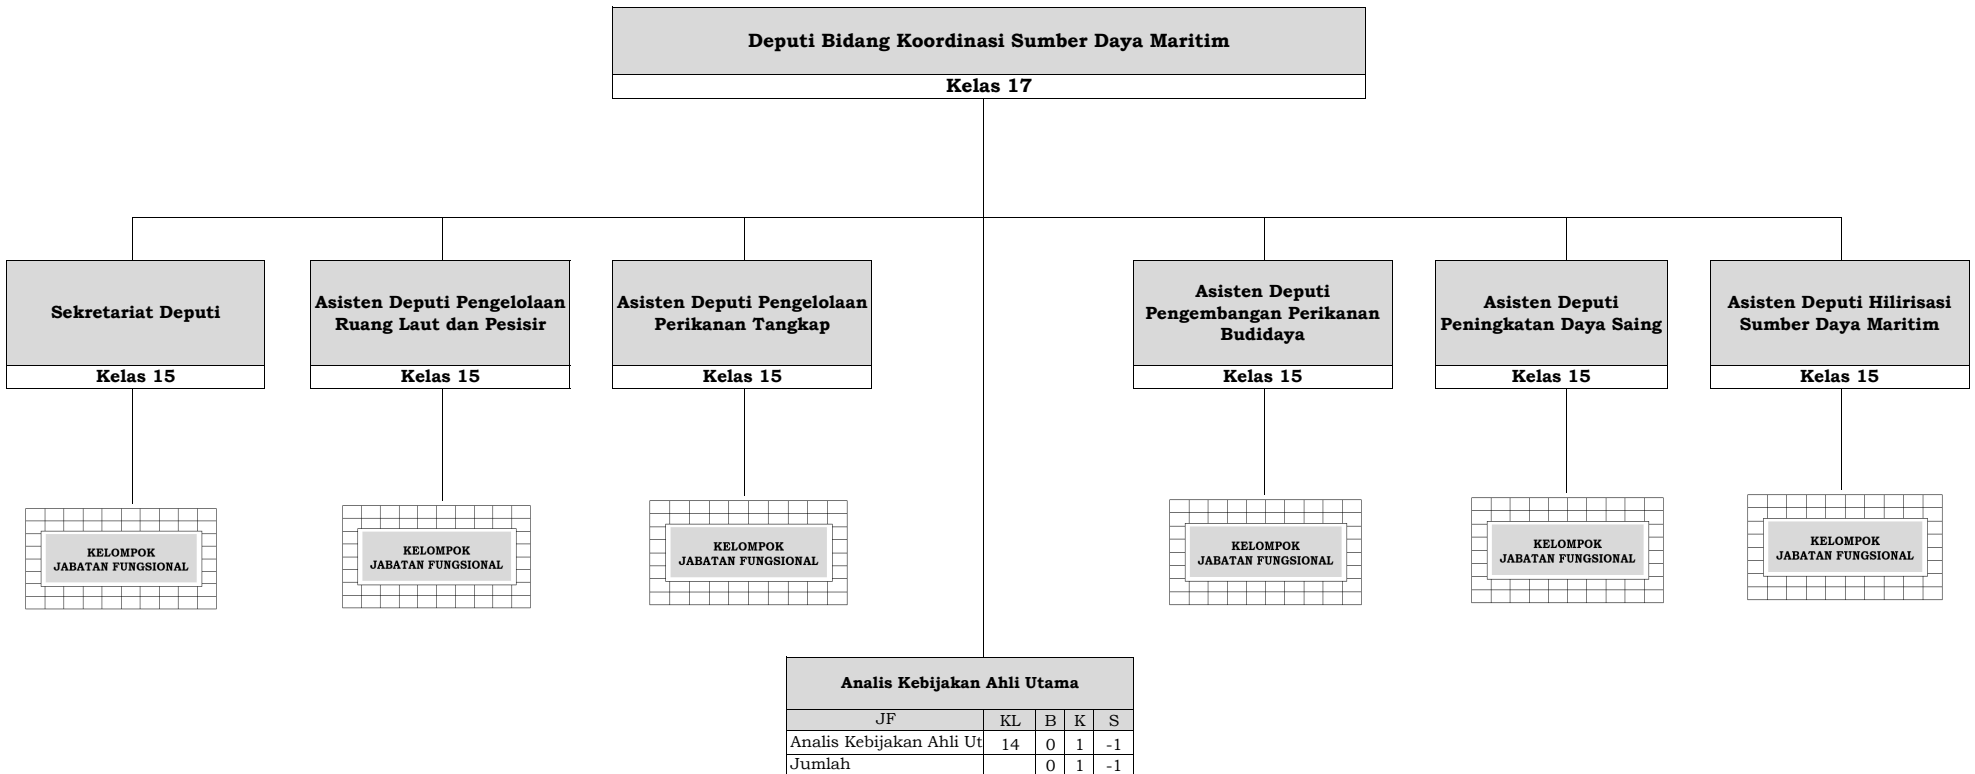 Deputi Bidang Koordinasi Sumber Daya Maritim
Kelas 17
Sekretariat Deputi
Kelas 15
Asisten Deputi Pengelolaan
Ruang Laut dan Pesisir
Kelas 15
Asisten Deputi Pengelolaan
Perikanan Tangkap
Kelas 15
Asisten Deputi
Pengembangan Perikanan
Budidaya
Kelas 15
Asisten Deputi
Peningkatan Daya Saing
Kelas 15
Asisten Deputi Hilirisasi
Sumber Daya Maritim
Kelas 15
KELOMPOK
JABATAN FUNGSIONAL
KELOMPOK
JABATAN FUNGSIONAL
KELOMPOK
JABATAN FUNGSIONAL
KELOMPOK
JABATAN FUNGSIONAL
KELOMPOK
JABATAN FUNGSIONAL
KELOMPOK
JABATAN FUNGSIONAL
Analis Kebijakan Ahli Utama
JF KL B K S
Analis Kebijakan Ahli Ut 14 0 1 -1
Jumlah 0 1 -1